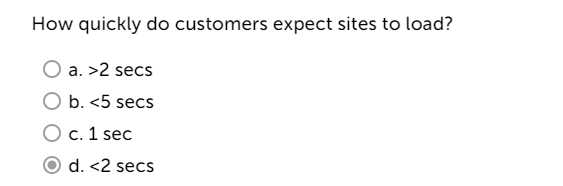 How quickly do customers expect sites to load?
a. >2 secs
b. <5 secs
c. 1 sec
d. <2 secs